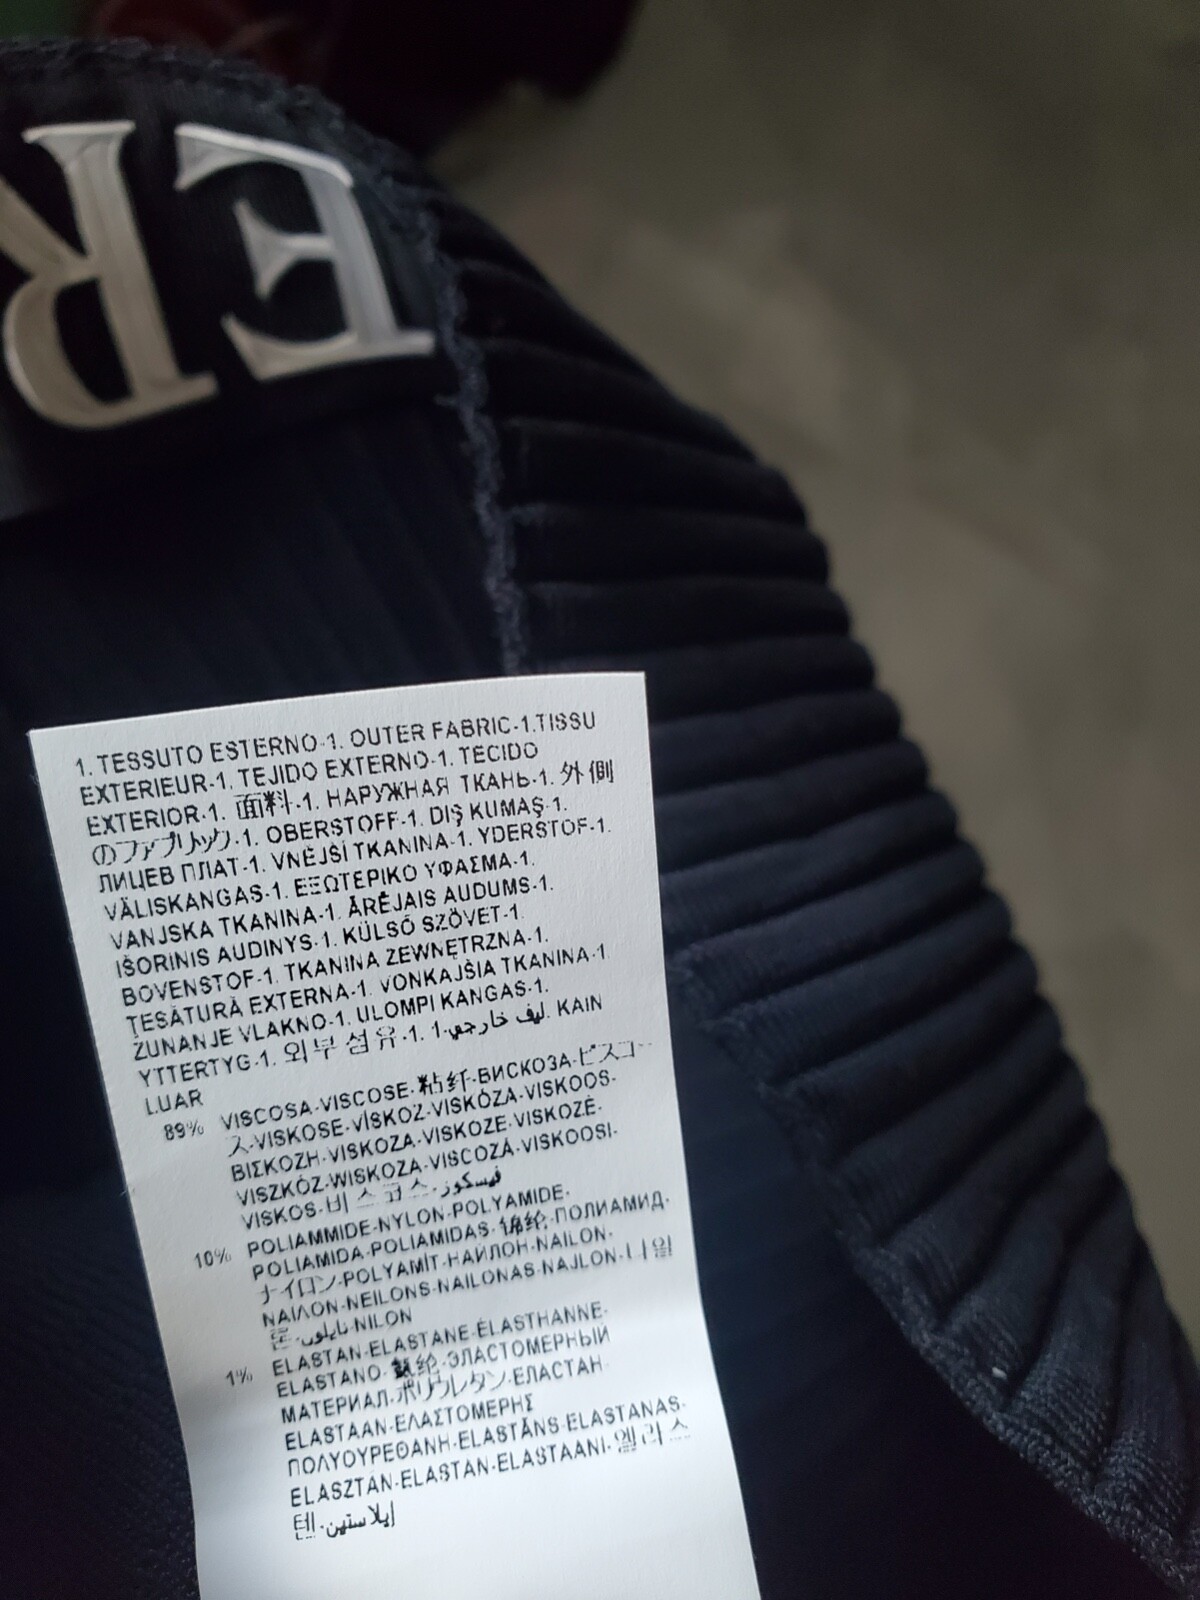 ER
1. TESSUTO ESTERNO-1. OUTER FABRIC-1.TISSU
EXTERIEUR-1. TEJIDO EXTERNO-1. TECIDO
EXTERIOR-1. 面料-1. НАРУЖНАЯ ТКАНЬ-1. 外側
のファブリック-1. OBERSTOFF-1. DIŞ KUMAŞ-1.
ЛИЦЕВ ПЛАТ-1. VNĚJŠÍ TKANINA-1. YDERSTOF-1.
VÄLISKANGAS-1. ΕΞΩΤΕΡΙΚΟ ΥΦΑΣΜΑ-1.
VANJSKA TKANINA-1. ĀRĒJAIS AUDUMS-1.
IŠORINIS AUDINYS-1. KÜLSŐ SZÖVET-1.
BOVENSTOF-1. TKANINA ZEWNĘTRZNA-1.
ŢESĂTURĂ EXTERNA-1. VONKAJŠIA TKANINA-1.
ZUNANJE VLAKNO-1. ULOMPI KANGAS-1.
YTTERTYG-1. 외부 섬유-1. 1-ليف خارجي. KAIN
LUAR
89% VISCOSA-VISCOSE-粘纤-ВИСКОЗА-ビスコー
ス-VISKOSE-VİSKOZ-VISKÓZA-VISKOOS-
ΒΙΣΚΟΖΗ-VISKOZA-VISKOZE-VISKOZĖ-
VISZKÓZ-WISKOZA-VISCOZĂ-VISKOOSI-
VISKOS-비스코스-فيسكوز
10% POLIAMMIDE-NYLON-POLYAMIDE-
POLIAMIDA-POLIAMIDAS-锦纶-ПОЛИАМИД-
ナイロン-POLYAMİT-НАЙЛОН-NAILON-
ΝΑΙΛΟΝ-NEILONS-NAILONAS-NAJLON-나일
론-نايلون-NILON
1% ELASTAN-ELASTANE-ÉLASTHANNE-
ELASTANO-氨纶-ЭЛАСТОМЕРНЫЙ
МАТЕРИАЛ-ポリウレタン-ЕЛАСТАН-
ELASTAAN-ΕΛΑΣΤΟΜΕΡΗΣ
ΠΟΛΥΟΥΡΕΘΑΝΗ-ELASTĀNS-ELASTANAS-
ELASZTÁN-ELASTAN-ELASTAANI-엘라스
텐-إيلاستين